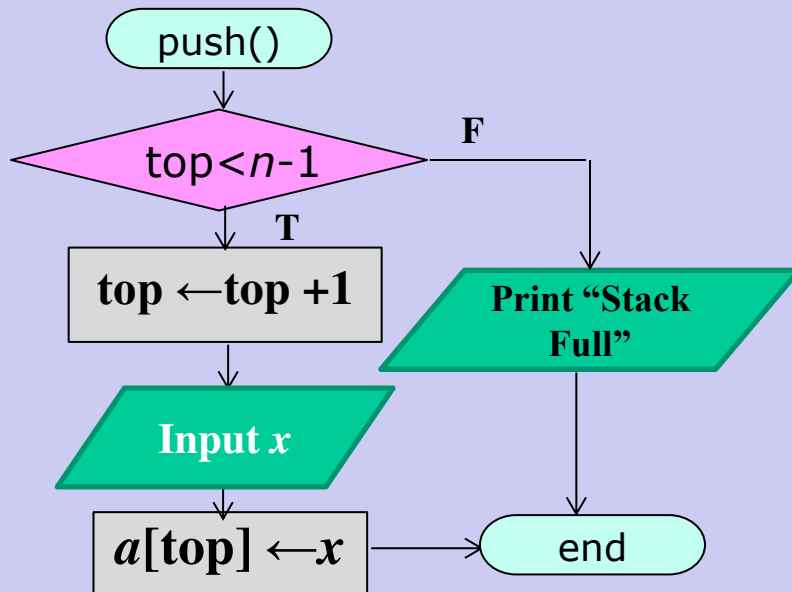 push()
top<n-1
F
T
top ←top +1
Print “Stack
Full”
Input x
a[top] ←x
end